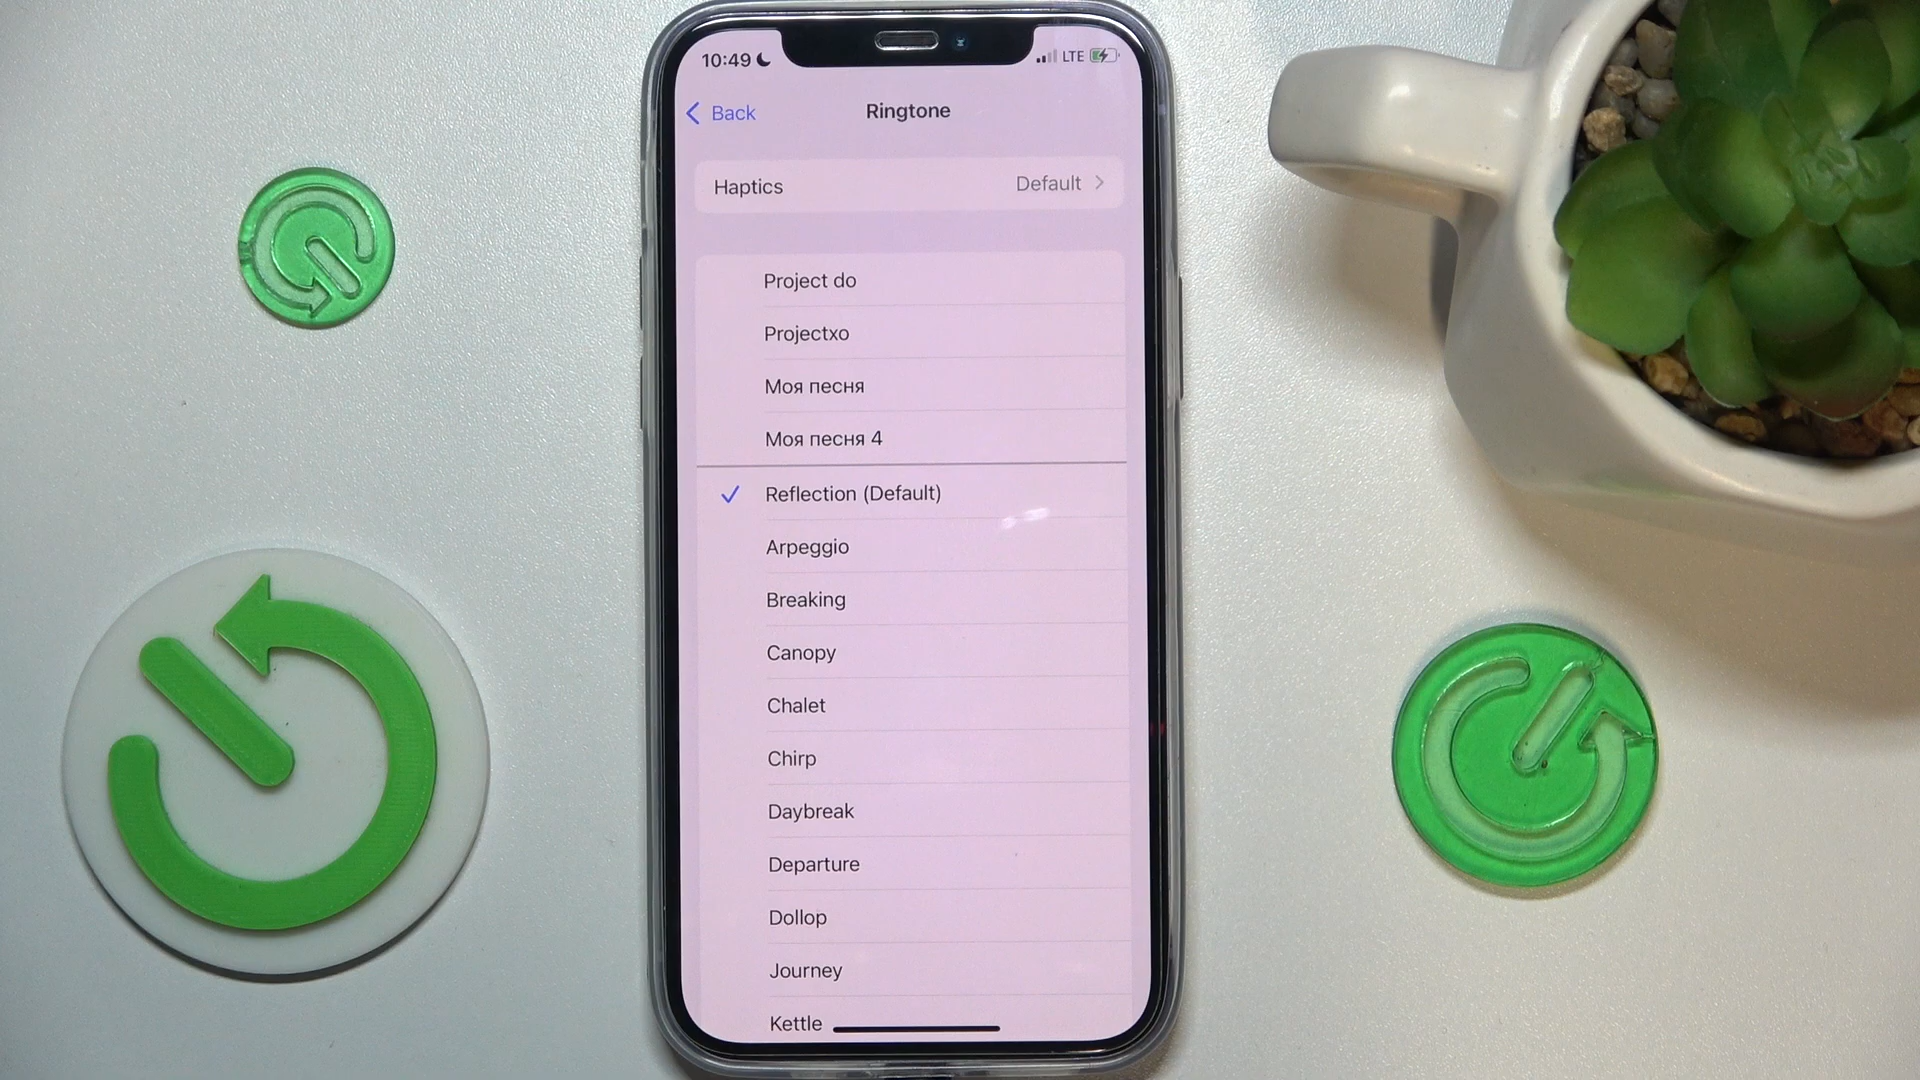 10:49
LTE
Back
Ringtone
Haptics
Default
Project do
Projectxo
Моя песня
Моя песня 4
Reflection (Default)
Arpeggio
Breaking
Canopy
Chalet
Chirp
Daybreak
Departure
Dollop
Journey
Kettle